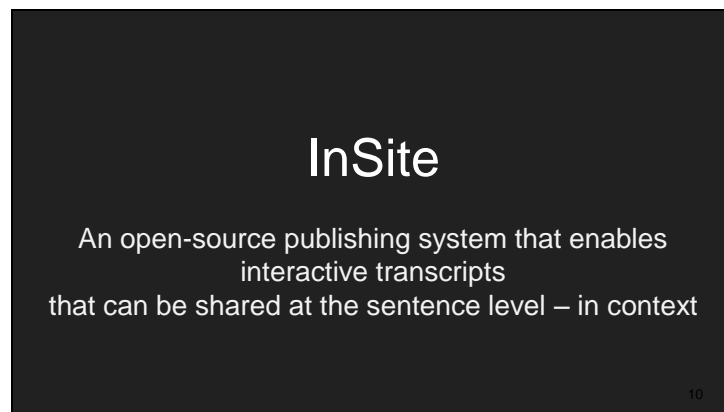 InSite
An open-source publishing system that enables
interactive transcripts
that can be shared at the sentence level – in context
10